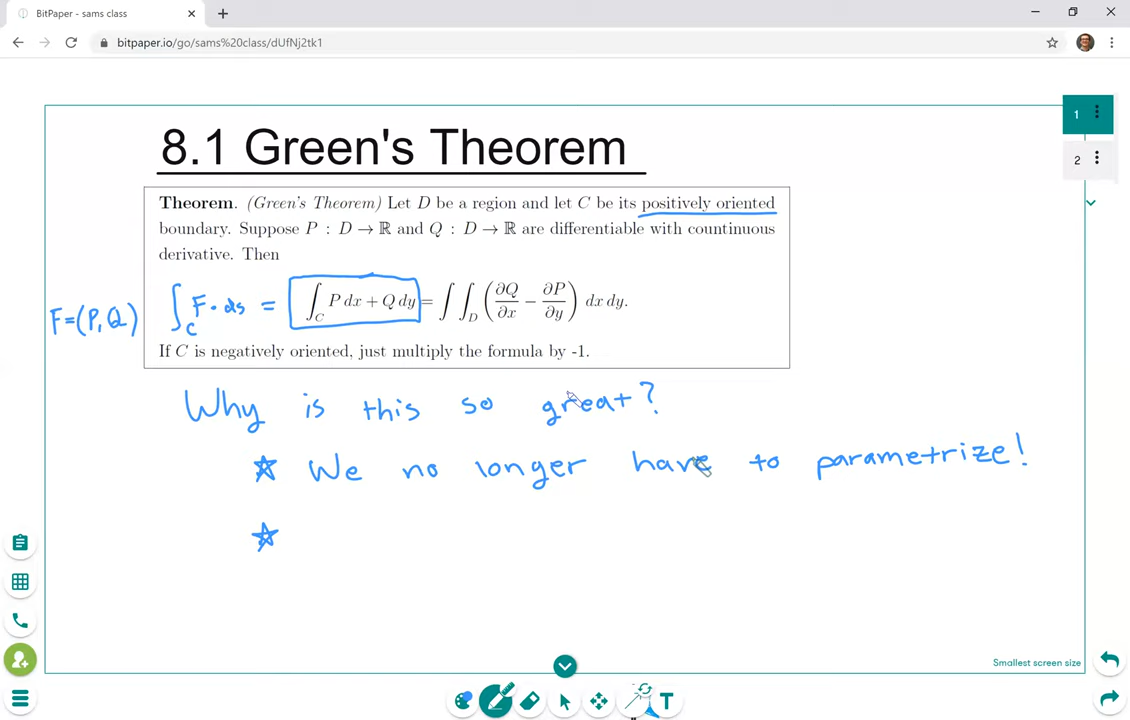 BitPaper - sams class
bitpaper.io/go/sams%20class/dUfNj2tk1
1
2
8.1 Green's Theorem
Theorem. (Green's Theorem) Let D be a region and let C be its positively oriented
boundary. Suppose P : D → ℝ and Q : D → ℝ are differentiable with countinuous
derivative. Then
F=(P,Q) ∫_C F·ds = ∫_C P dx + Q dy = ∫∫_D (∂Q/∂x − ∂P/∂y) dx dy.
If C is negatively oriented, just multiply the formula by -1.
Why is this so great?
☆ We no longer have to parametrize!
☆
Smallest screen size
T